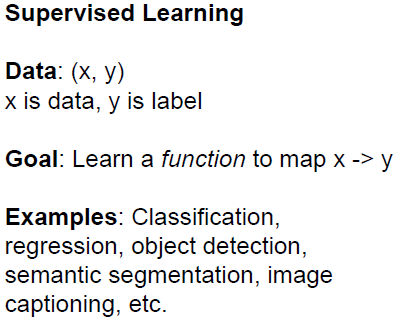 Supervised Learning
Data: (x, y)
x is data, y is label
Goal: Learn a function to map x -> y
Examples: Classification,
regression, object detection,
semantic segmentation, image
captioning, etc.